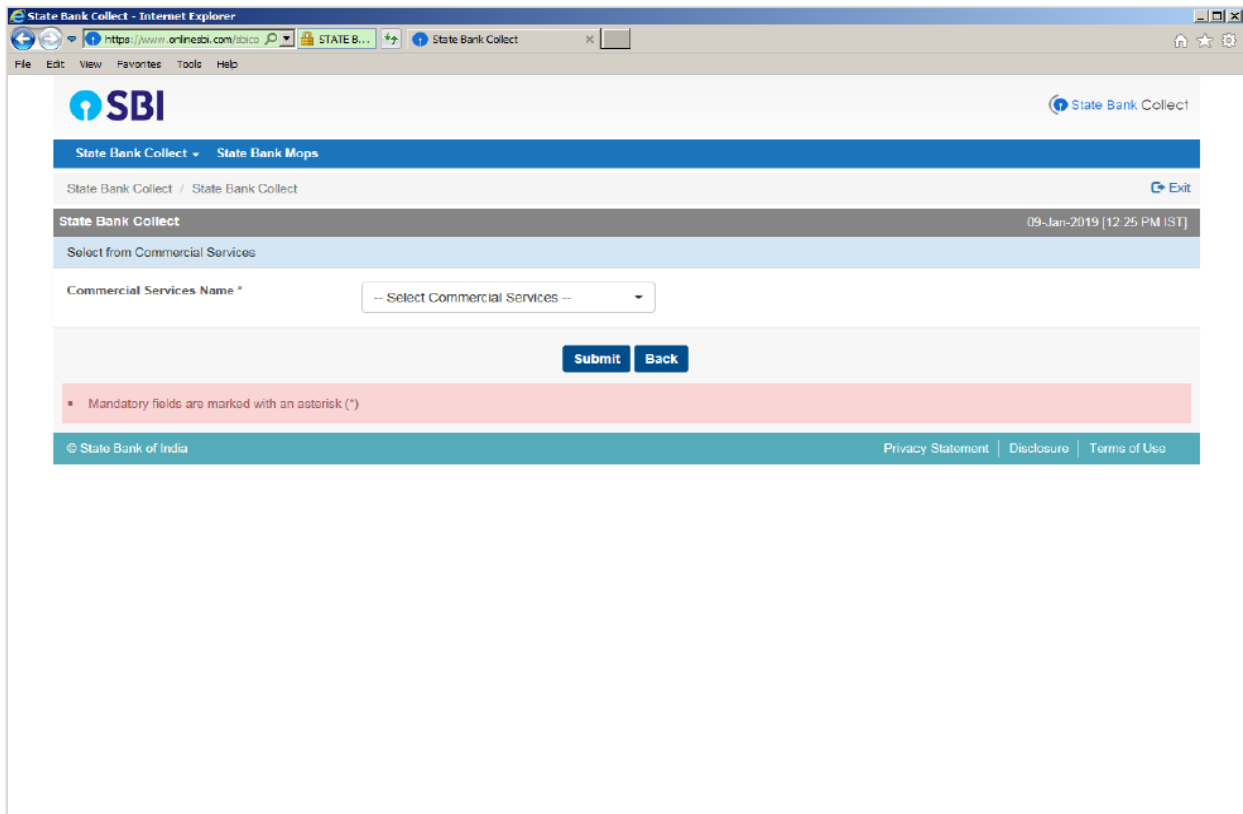 State Bank Collect - Internet Explorer
https://www.onlinesbi.com/sbico STATE B... State Bank Collect
File Edit View Favorites Tools Help
SBI
State Bank Collect
State Bank Collect State Bank Mops
State Bank Collect / State Bank Collect
Exit
State Bank Collect 09-Jan-2019 [12:25 PM IST]
Select from Commercial Services
Commercial Services Name *
-- Select Commercial Services --
Submit Back
Mandatory fields are marked with an asterisk (*)
© State Bank of India Privacy Statement | Disclosure | Terms of Use